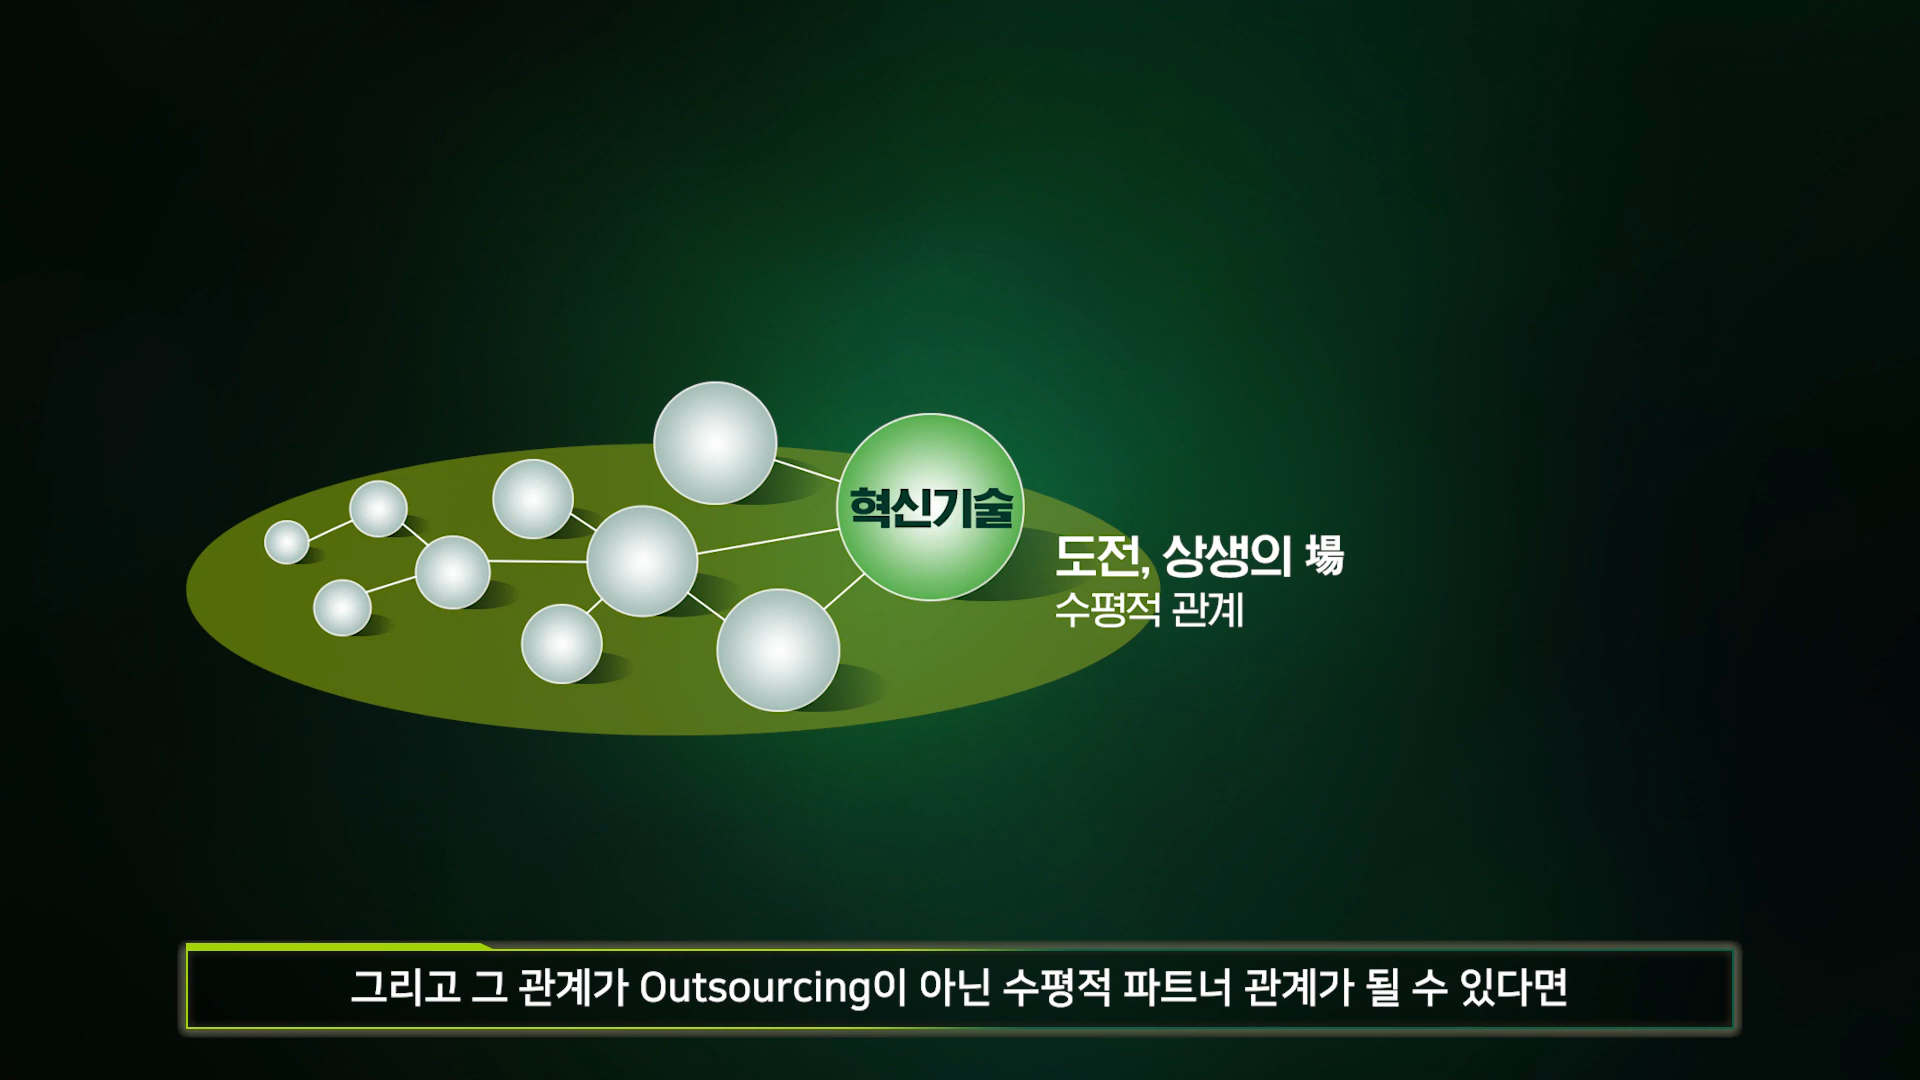 혁신기술
도전, 상생의 場
수평적 관계
그리고 그 관계가 Outsourcing이 아닌 수평적 파트너 관계가 될 수 있다면